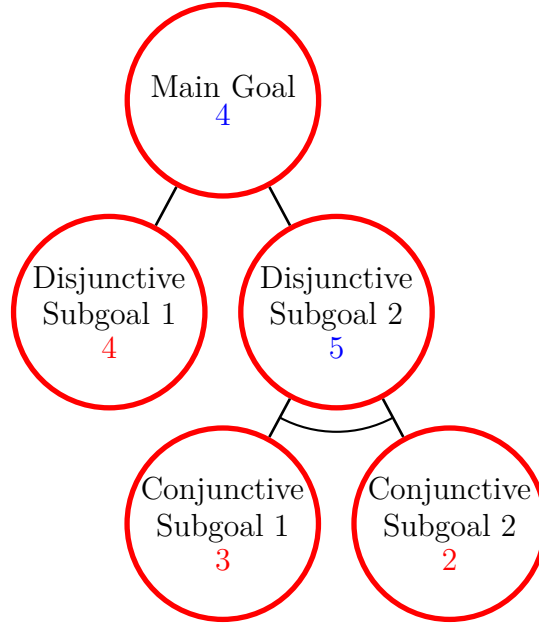 Main Goal
4
Disjunctive
Subgoal 1
4
Disjunctive
Subgoal 2
5
Conjunctive
Subgoal 1
3
Conjunctive
Subgoal 2
2